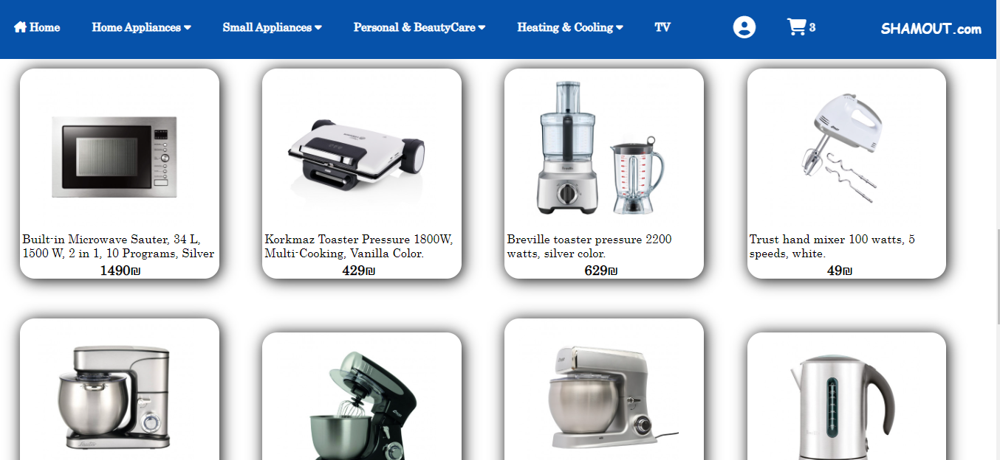 Home
Home Appliances
Small Appliances
Personal & BeautyCare
Heating & Cooling
TV
3
SHAMOUT.com
Built-in Microwave Sauter, 34 L,
1500 W, 2 in 1, 10 Programs, Silver
1490₪
Korkmaz Toaster Pressure 1800W,
Multi-Cooking, Vanilla Color.
429₪
Breville toaster pressure 2200
watts, silver color.
629₪
Trust hand mixer 100 watts, 5
speeds, white.
49₪